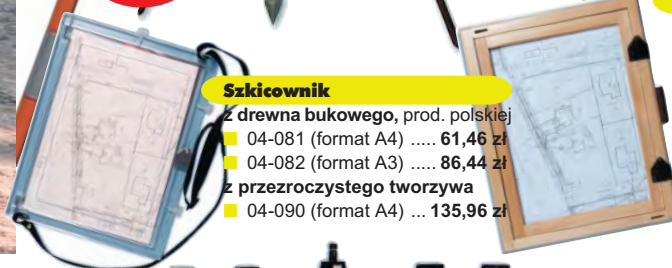 Szkicownik
z drewna bukowego, prod. polskiej
04-081 (format A4) ..... 61,46 zł
04-082 (format A3) ..... 86,44 zł
z przezroczystego tworzywa
04-090 (format A4) ... 135,96 zł